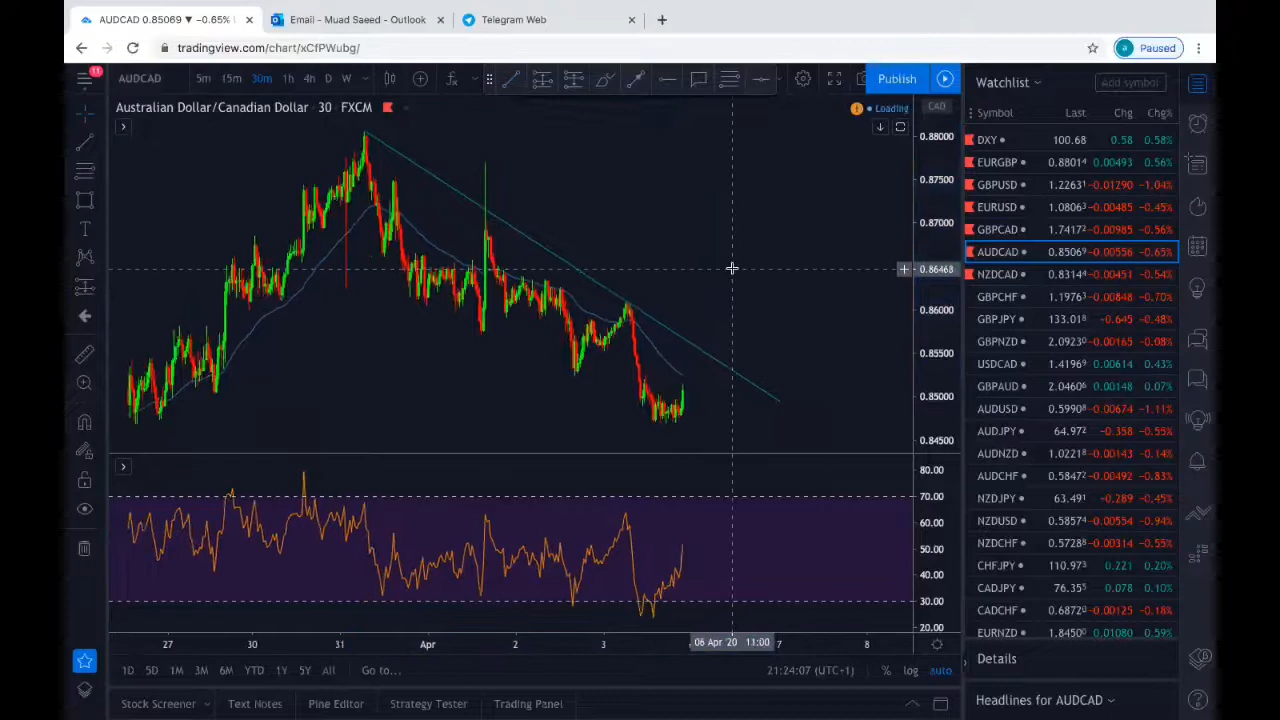 AUDCAD 0.85069 ▼ −0.65%
Email - Muad Saeed - Outlook
Telegram Web
tradingview.com/chart/xCfPWubg/
a Paused
11
AUDCAD 5m 15m 30m 1h 4h D W
Publish
Australian Dollar/Canadian Dollar · 30 · FXCM
Loading
CAD
0.88000
0.87500
0.87000
0.86468
0.86000
0.85500
0.85000
0.84500
80.00
70.00
60.00
50.00
40.00
30.00
20.00
27 30 31 Apr 2 3 7 8
06 Apr '20 11:00
1D 5D 1M 3M 6M YTD 1Y 5Y All Go to...
21:24:07 (UTC+1) % log auto
Stock Screener Text Notes Pine Editor Strategy Tester Trading Panel
Watchlist Add symbol
Symbol Last Chg Chg%
DXY 100.68 0.58 0.58%
EURGBP 0.88014 0.00493 0.56%
GBPUSD 1.22631 −0.01290 −1.04%
EURUSD 1.08063 −0.00485 −0.45%
GBPCAD 1.74172 −0.00985 −0.56%
AUDCAD 0.85069 −0.00556 −0.65%
NZDCAD 0.83144 −0.00451 −0.54%
GBPCHF 1.19763 −0.00848 −0.70%
GBPJPY 133.018 −0.645 −0.48%
GBPNZD 2.09230 −0.00165 −0.08%
USDCAD 1.41969 0.00614 0.43%
GBPAUD 2.04606 0.00148 0.07%
AUDUSD 0.59908 −0.00674 −1.11%
AUDJPY 64.972 −0.358 −0.55%
AUDNZD 1.02218 −0.00143 −0.14%
AUDCHF 0.58472 −0.00492 −0.83%
NZDJPY 63.491 −0.289 −0.45%
NZDUSD 0.58574 −0.00554 −0.94%
NZDCHF 0.57288 −0.00314 −0.55%
CHFJPY 110.973 0.221 0.20%
CADJPY 76.355 0.078 0.10%
CADCHF 0.68720 −0.00125 −0.18%
EURNZD 1.84500 0.01080 0.59%
Details
Headlines for AUDCAD